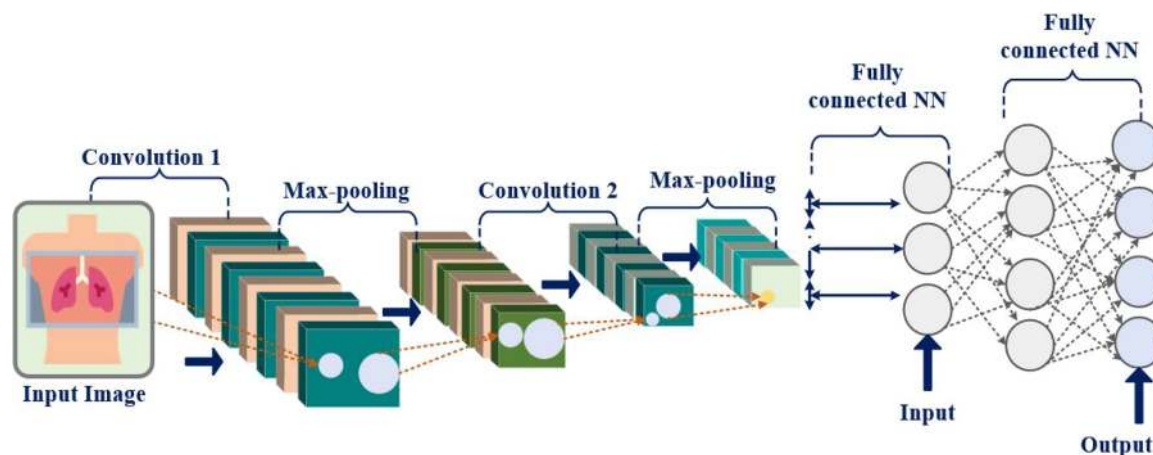 Fully
connected NN
Fully
connected NN
Convolution 1
Max-pooling
Convolution 2
Max-pooling
Input Image
Input
Output